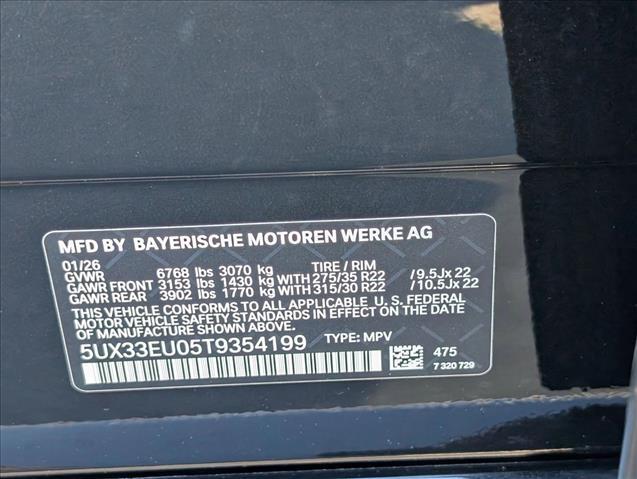 MFD BY BAYERISCHE MOTOREN WERKE AG
01/26 TIRE / RIM
GVWR 6768 lbs 3070 kg
GAWR FRONT 3153 lbs 1430 kg WITH 275/35 R22 /9.5Jx22
GAWR REAR 3902 lbs 1770 kg WITH 315/30 R22 /10.5Jx22
THIS VEHICLE CONFORMS TO ALL APPLICABLE U. S. FEDERAL
MOTOR VEHICLE SAFETY STANDARDS IN EFFECT ON THE
DATE OF MANUFACTURE SHOWN ABOVE.
5UX33EU05T9354199 TYPE: MPV
475
7 320 729